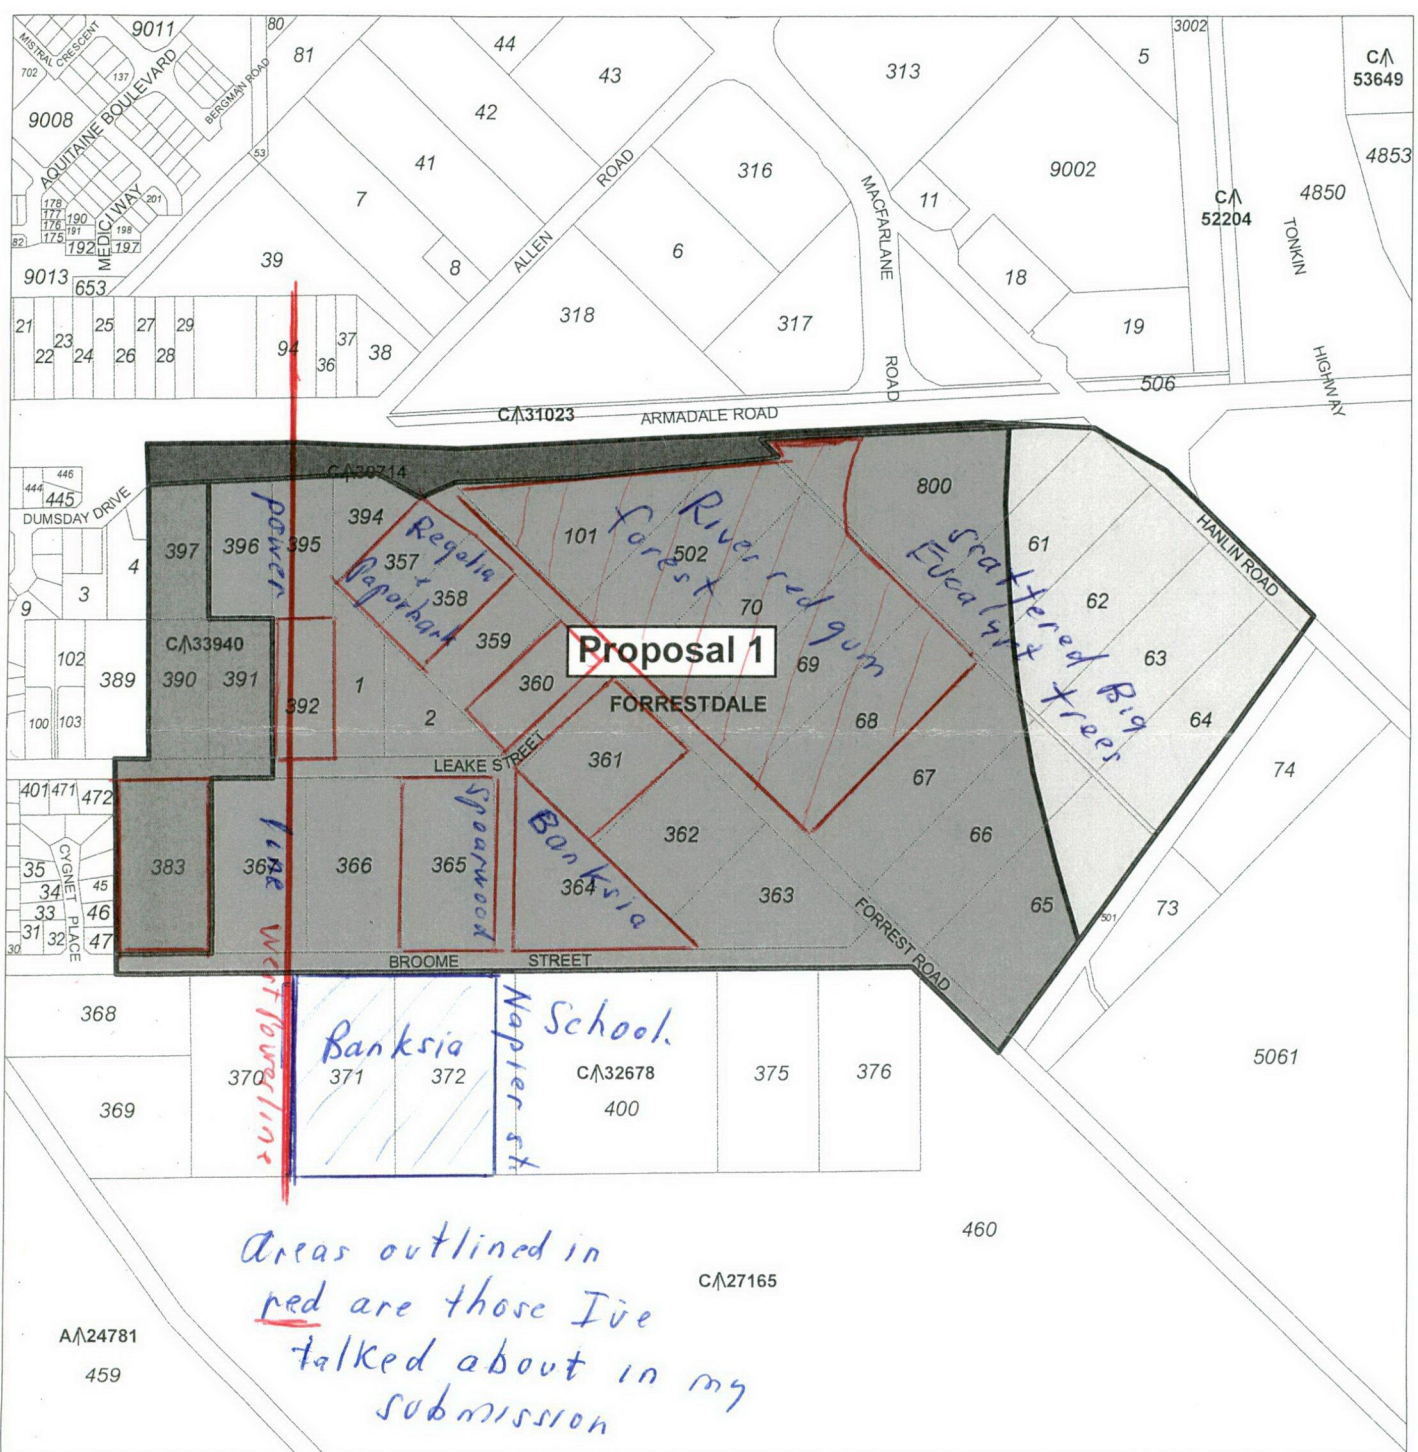 9011
80
MISTRAL CRESCENT
702
137
AQUITAINE BOULEVARD
BERGMAN ROAD
81
44
43
313
3002
5
C/\ 53649
9008
42
53
41
4853
178
177
176
175
190
191
192
MEDICI WAY
201
198
197
82
7
316
MACFARLANE
ROAD
11
9002
C/\ 52204
4850
TONKIN
HIGHWAY
9013
653
39
8
ALLEN
ROAD
6
18
21
22
23
24
25
26
27
28
29
94
36
37
38
318
317
19
506
C/\31023
ARMADALE ROAD
444
446
445
DUMSDAY DRIVE
C/\30714
800
HANLIN ROAD
397
396
395
394
357
358
359
360
101
502
70
69
68
67
66
65
61
62
63
64
4
3
9
102
100
103
389
C/\33940
390
391
392
1
2
Power
line
West Powerline
Regelia
+
Paperbark
River red gum
forest
scattered Big
Eucalypt trees
Proposal 1
FORRESTDALE
LEAKE STREET
361
362
363
364
365
366
383
Spearwood
Banksia
74
73
501
401
471
472
35
34
33
31
32
30
CYGNET PLACE
45
46
47
BROOME STREET
FORREST ROAD
368
369
370
Banksia
371
372
Napier st.
School.
C/\32678
400
375
376
5061
460
Areas outlined in
red are those I've
talked about in my
submission
C/\27165
A/\24781
459